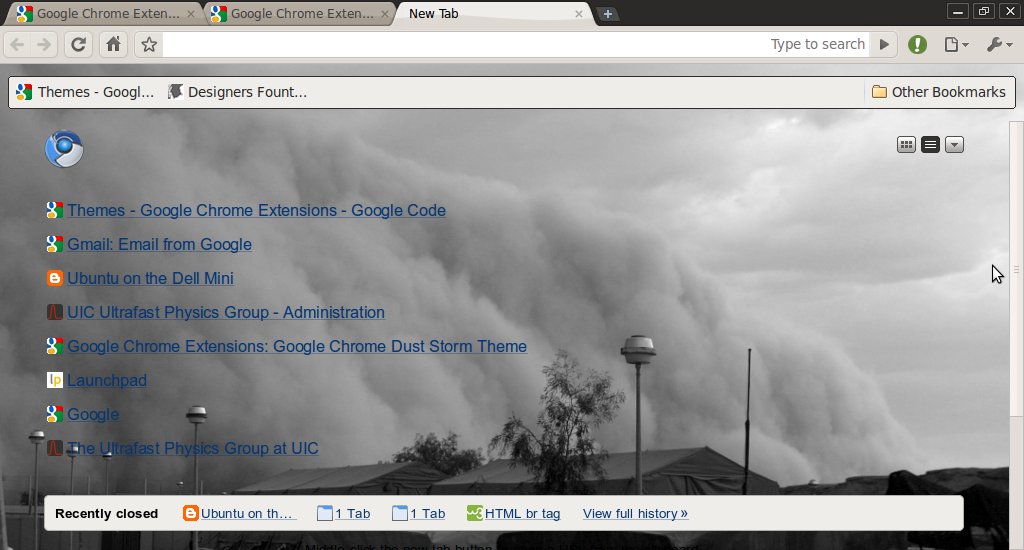 Google Chrome Exten... Google Chrome Exten... New Tab
Type to search
Themes - Googl... Designers Fount... Other Bookmarks
Themes - Google Chrome Extensions - Google Code
Gmail: Email from Google
Ubuntu on the Dell Mini
UIC Ultrafast Physics Group - Administration
Google Chrome Extensions: Google Chrome Dust Storm Theme
lp Launchpad
Google
The Ultrafast Physics Group at UIC
Recently closed Ubuntu on th... 1 Tab 1 Tab HTML br tag View full history »